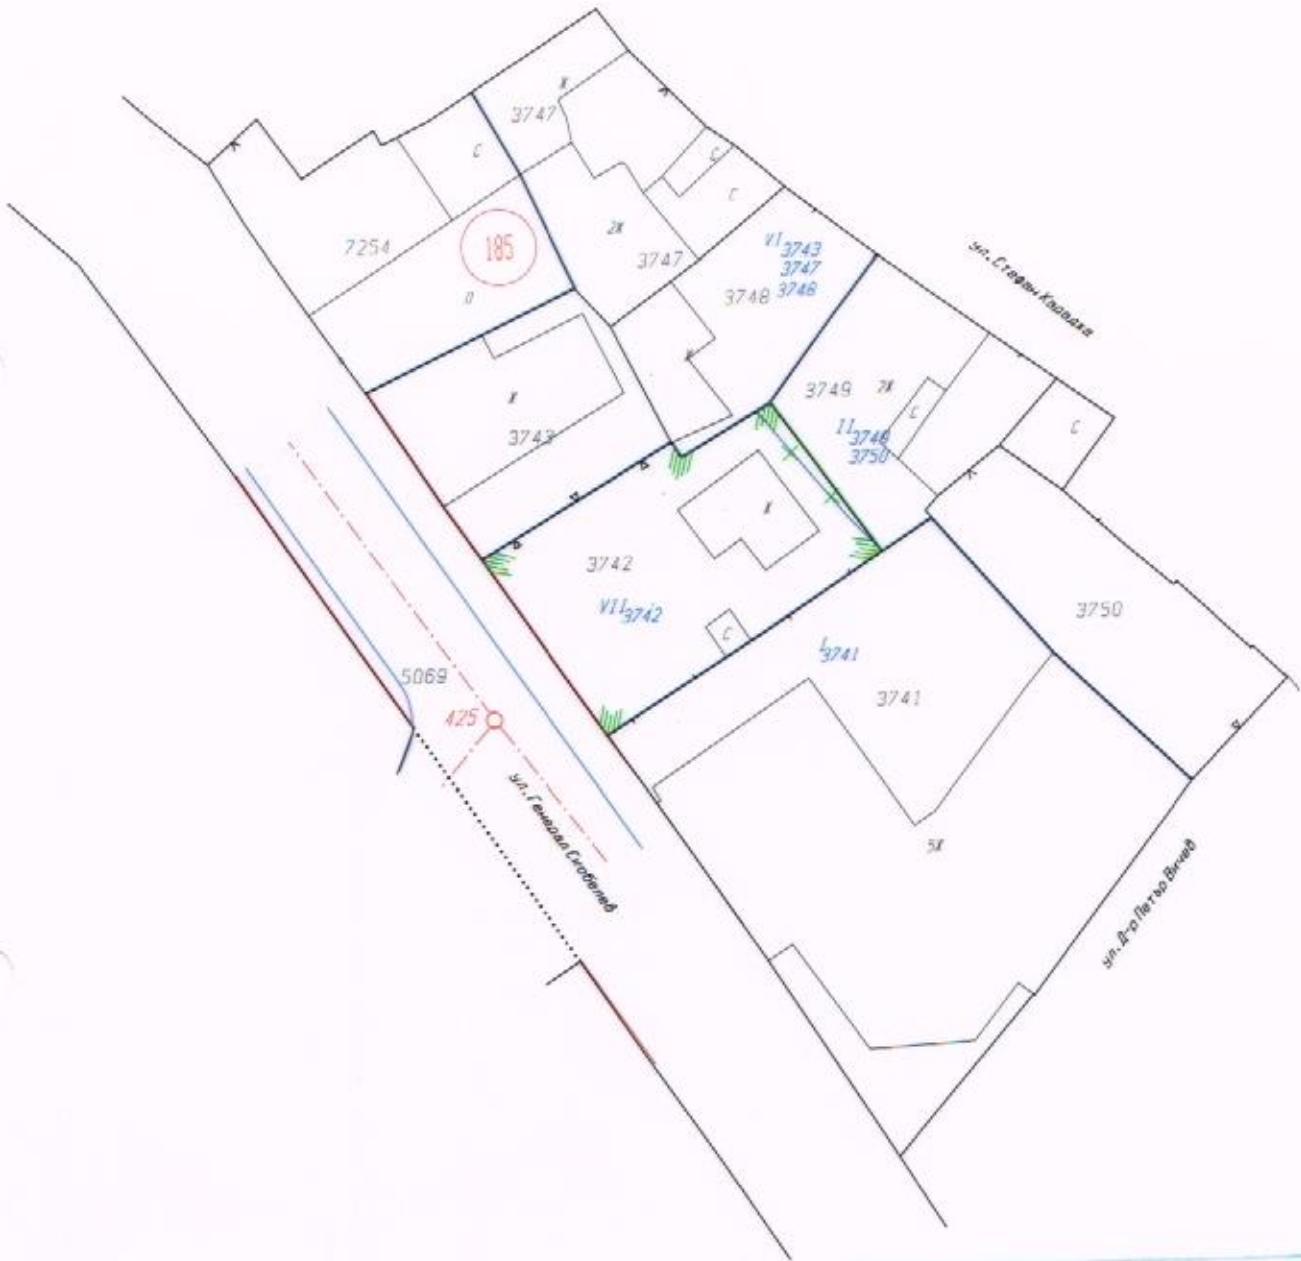 Ж
3747
С
С
С
7254
185
2Ж
3747
VI 3743
3747
3748
3748
ул. Стефан Караджа
П
Ж
3743
Ж
3749
2Ж
С
II 3749
3750
С
Ж
3742
VII 3742
С
3750
I 3741
3741
5069
425
ул. Генерал Скобелев
5Ж
ул. Д-р Петър Вичев